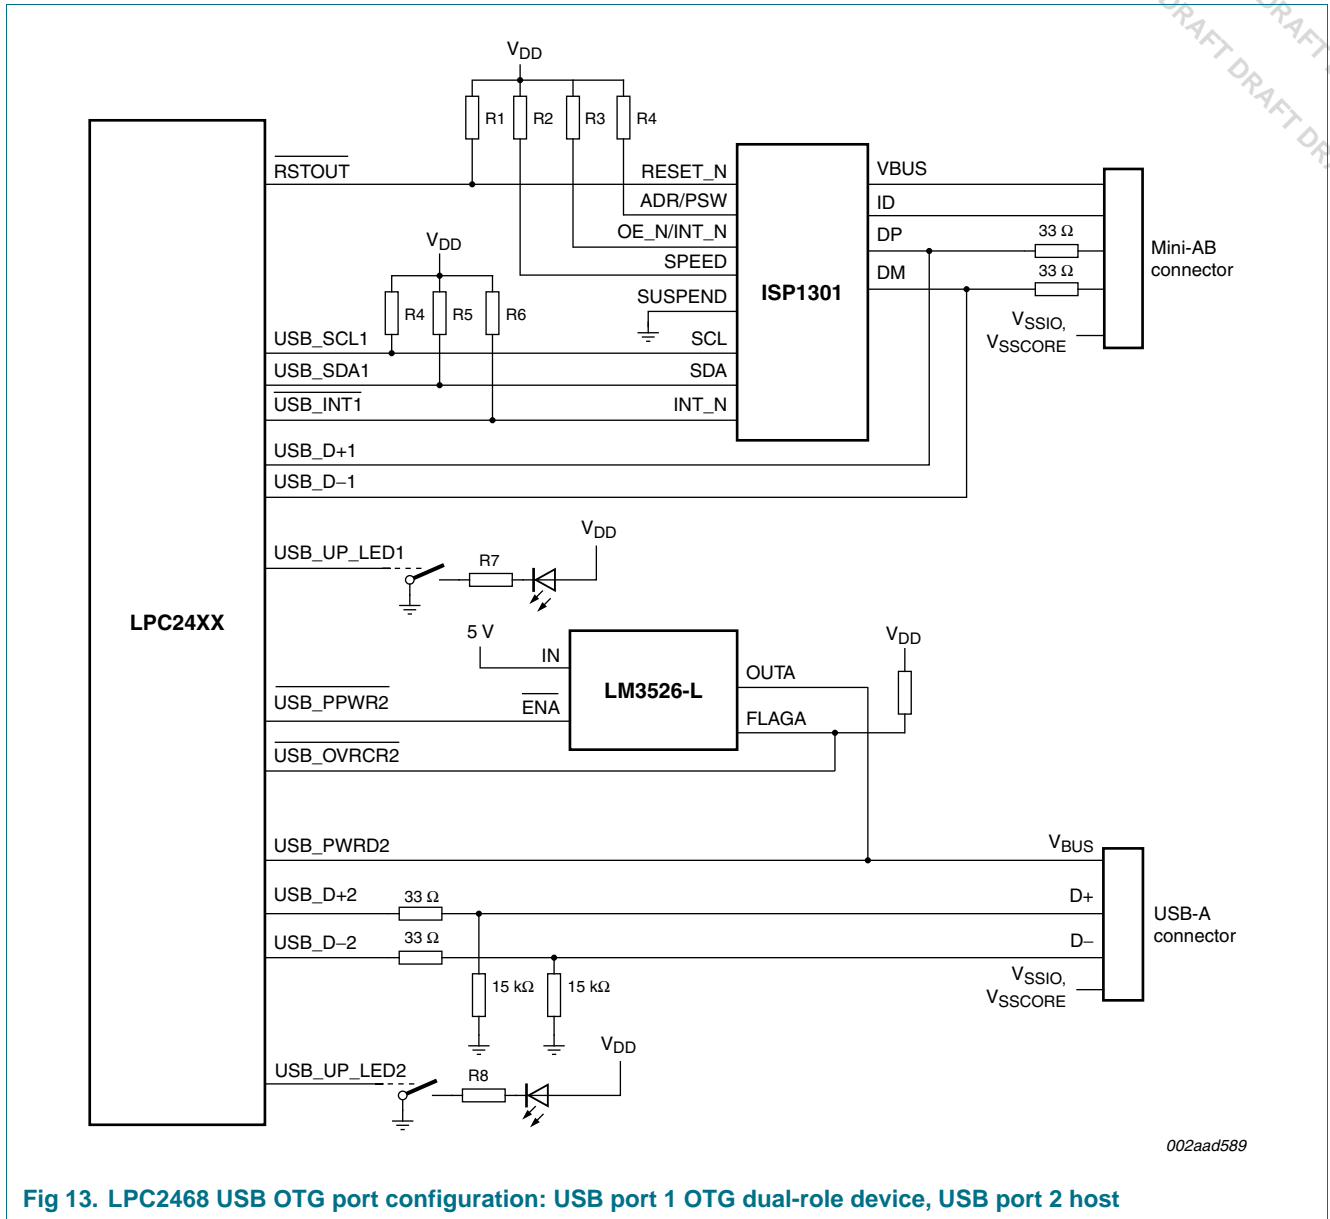 DRAFT DRAFT DRA
DRAFT
VDD
R1 R2 R3 R4
RSTOUT
RESET_N
ADR/PSW
OE_N/INT_N
SPEED
SUSPEND
SCL
SDA
INT_N
ISP1301
VBUS
ID
DP
DM
33 Ω
33 Ω
VSSIO,
VSSCORE
Mini-AB
connector
VDD
R4 R5 R6
USB_SCL1
USB_SDA1
USB_INT1
USB_D+1
USB_D−1
USB_UP_LED1
R7
VDD
LPC24XX
5 V
IN
ENA
LM3526-L
OUTA
FLAGA
VDD
USB_PPWR2
USB_OVRCR2
USB_PWRD2
VBUS
USB_D+2
33 Ω
D+
USB_D−2
33 Ω
D−
USB-A
connector
15 kΩ 15 kΩ
VSSIO,
VSSCORE
USB_UP_LED2
R8
VDD
002aad589
Fig 13. LPC2468 USB OTG port configuration: USB port 1 OTG dual-role device, USB port 2 host